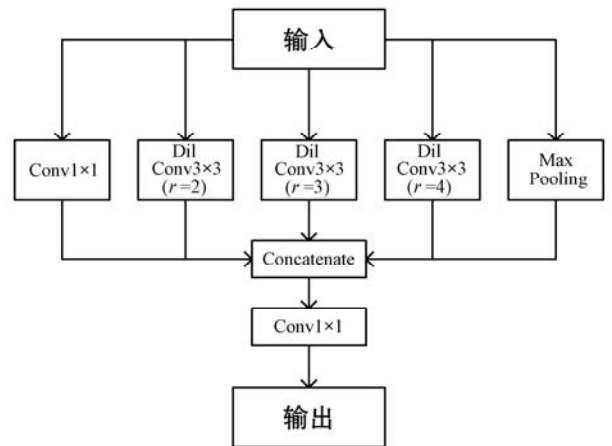 输入
Conv1×1
Dil
Conv3×3
(r=2)
Dil
Conv3×3
(r=3)
Dil
Conv3×3
(r=4)
Max
Pooling
Concatenate
Conv1×1
输出